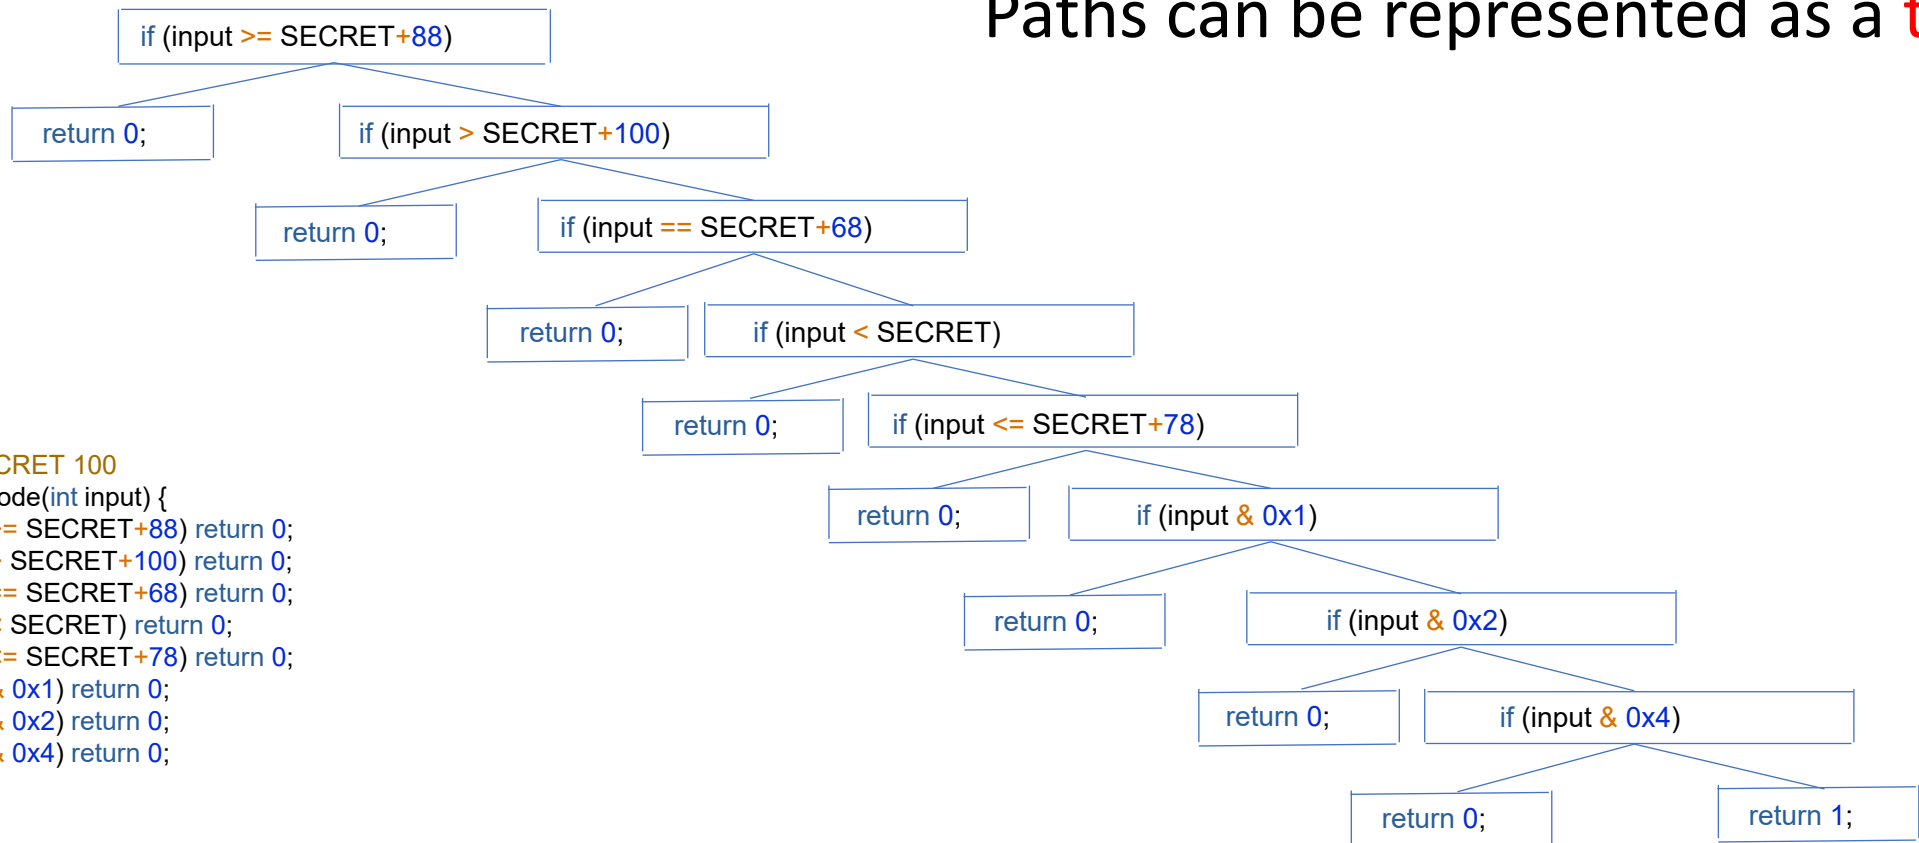 Paths can be represented as a t
if (input >= SECRET+88)
return 0;
if (input > SECRET+100)
return 0;
if (input == SECRET+68)
return 0;
if (input < SECRET)
return 0;
if (input <= SECRET+78)
return 0;
if (input & 0x1)
return 0;
if (input & 0x2)
return 0;
if (input & 0x4)
return 0;
return 1;
CRET 100
ode(int input) {
= SECRET+88) return 0;
SECRET+100) return 0;
== SECRET+68) return 0;
< SECRET) return 0;
<= SECRET+78) return 0;
& 0x1) return 0;
& 0x2) return 0;
& 0x4) return 0;